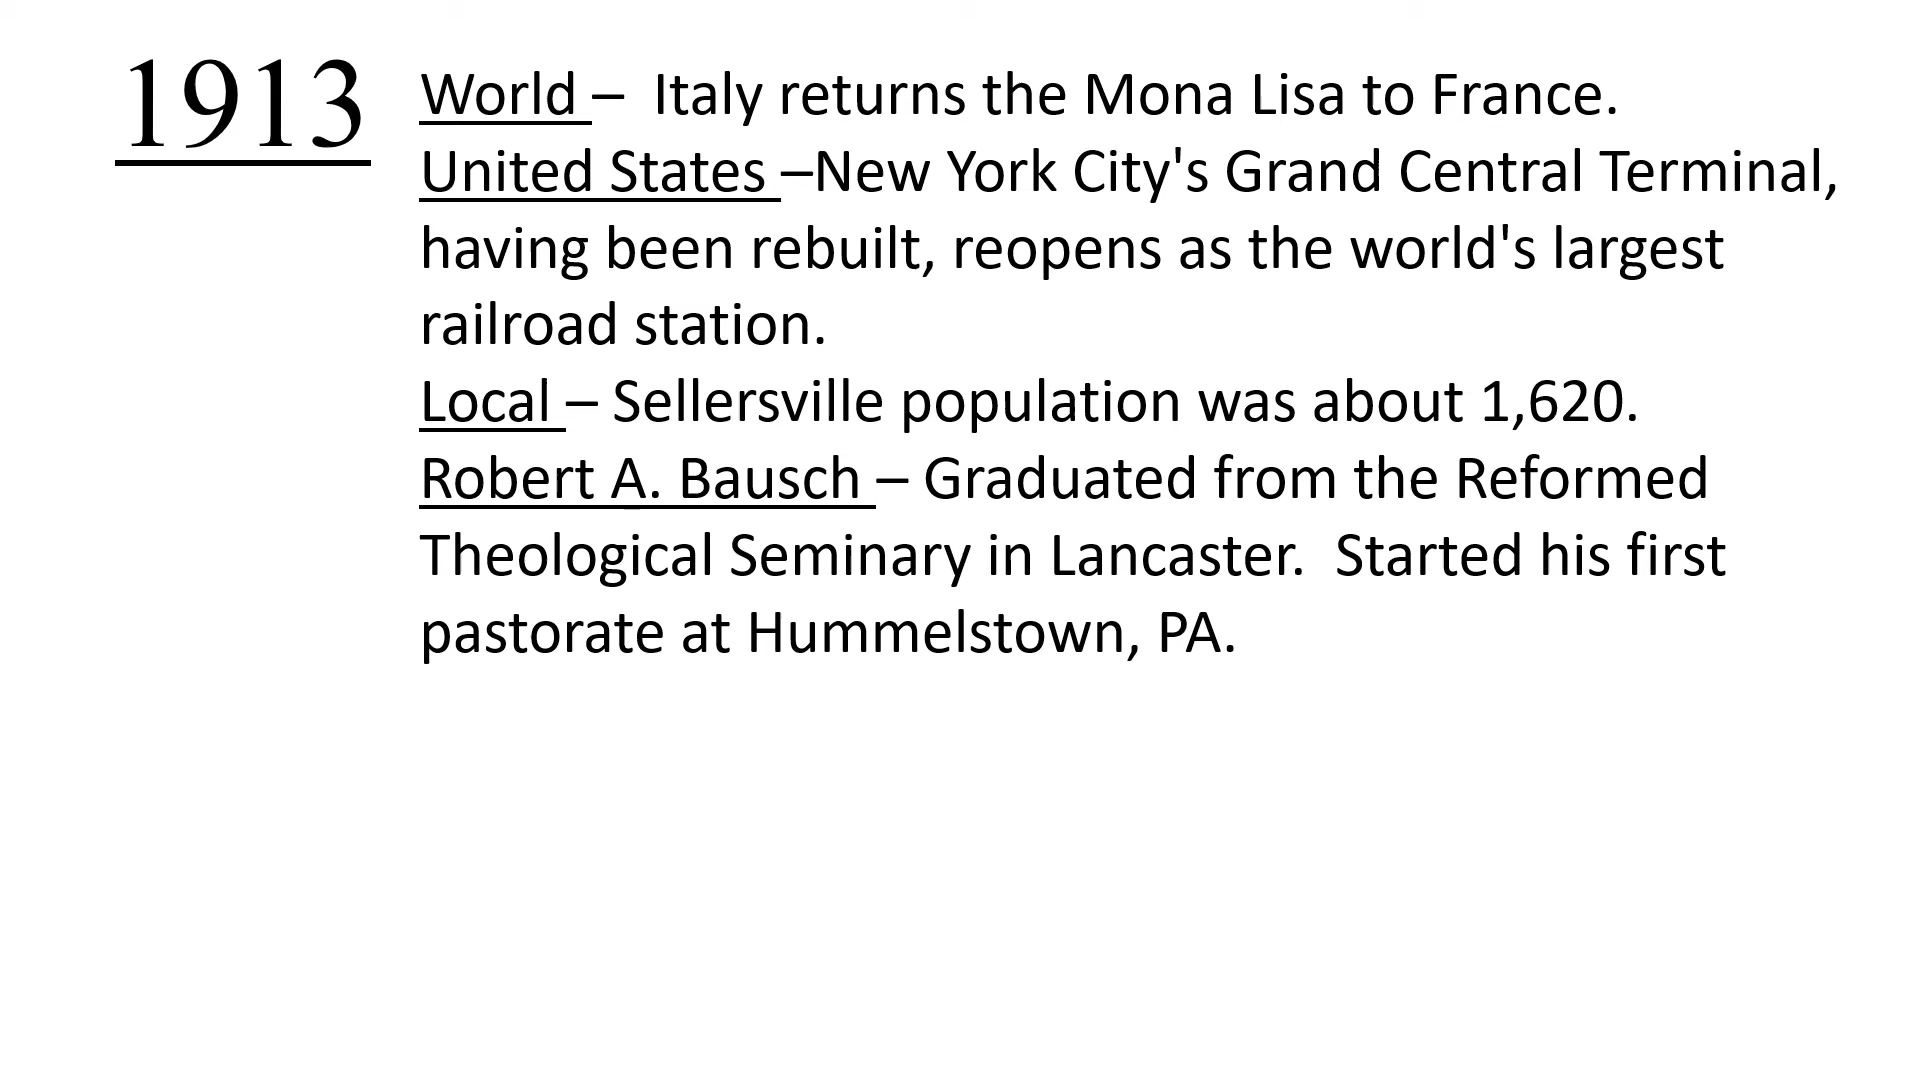 1913
World –  Italy returns the Mona Lisa to France.
United States –New York City's Grand Central Terminal,
having been rebuilt, reopens as the world's largest
railroad station.
Local – Sellersville population was about 1,620.
Robert A. Bausch – Graduated from the Reformed
Theological Seminary in Lancaster.  Started his first
pastorate at Hummelstown, PA.